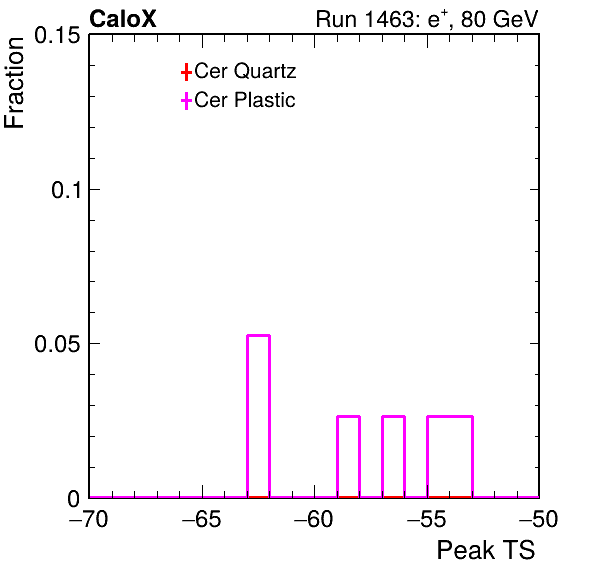 CaloX Run 1463: e⁺, 80 GeV
Fraction
0.15
Cer Quartz
Cer Plastic
0.1
0.05
0
−70 −65 −60 −55 −50
Peak TS